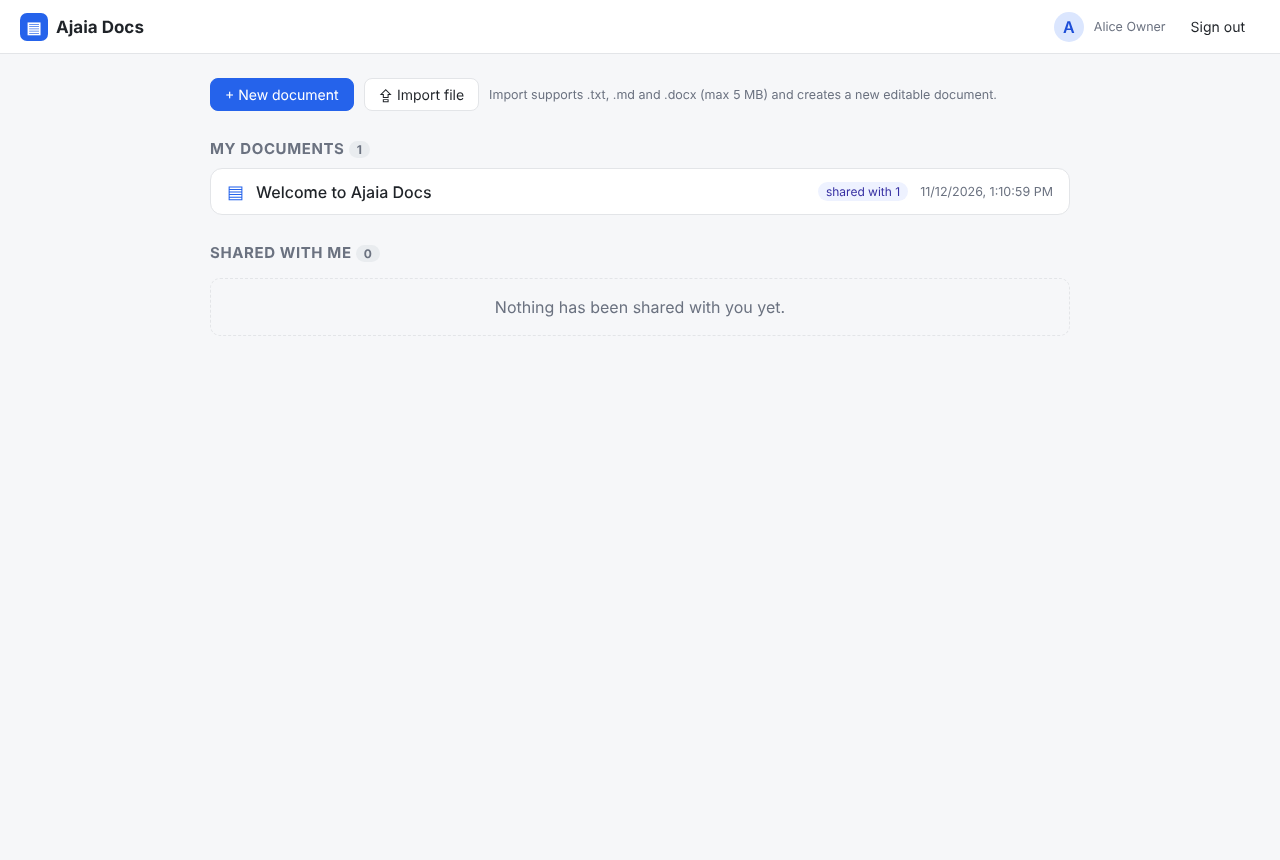 Ajaia Docs
A Alice Owner Sign out
+ New document
⇪ Import file
Import supports .txt, .md and .docx (max 5 MB) and creates a new editable document.
MY DOCUMENTS 1
Welcome to Ajaia Docs
shared with 1
11/12/2026, 1:10:59 PM
SHARED WITH ME 0
Nothing has been shared with you yet.